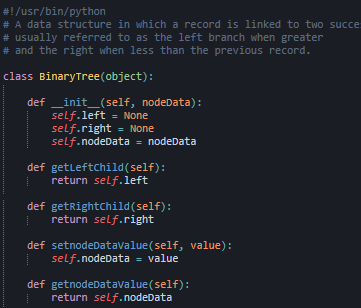 #!/usr/bin/python
# A data structure in which a record is linked to two
# usually referred to as the left branch when greater
# and the right when less than the previous record.
class BinaryTree(object):
def __init__(self, nodeData):
self.left = None
self.right = None
self.nodeData = nodeData
def getLeftChild(self):
return self.left
def getRightChild(self):
return self.right
def setnodeDataValue(self, value):
self.nodeData = value
def getnodeDataValue(self):
return self.nodeData